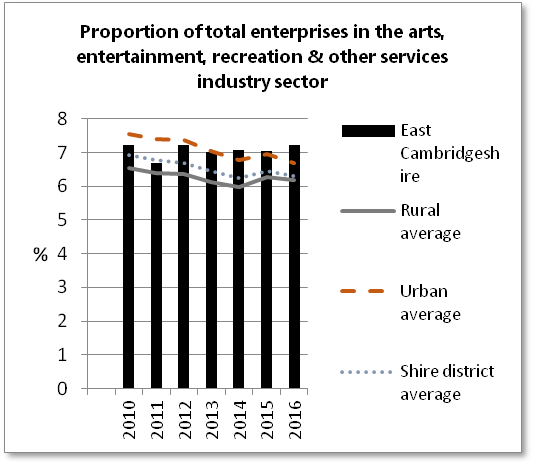 Proportion of total enterprises in the arts,
entertainment, recreation & other services
industry sector
8
7
6
5
% 4
3
2
1
0
2010
2011
2012
2013
2014
2015
2016
East
Cambridgesh
ire
Rural
average
Urban
average
Shire district
average